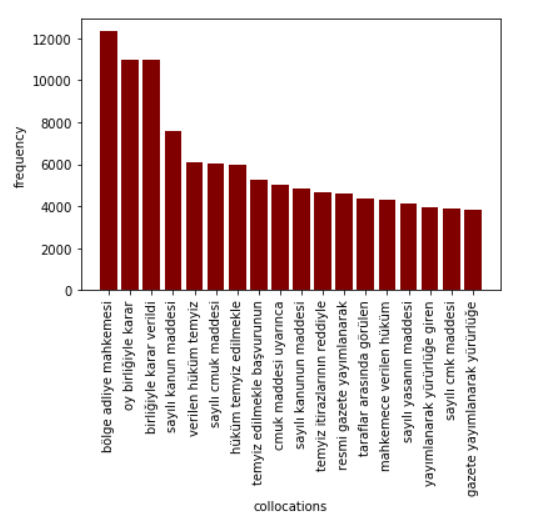 12000
10000
8000
6000
4000
2000
0
frequency
bölge adliye mahkemesi
oy birliğiyle karar
birliğiyle karar verildi
sayılı kanun maddesi
verilen hüküm temyiz
sayılı cmuk maddesi
hüküm temyiz edilmekle
temyiz edilmekle başvurunun
cmuk maddesi uyarınca
sayılı kanunun maddesi
temyiz itirazlarının reddiyle
resmi gazete yayımlanarak
taraflar arasında görülen
mahkemece verilen hüküm
sayılı yasanın maddesi
yayımlanarak yürürlüğe giren
sayılı cmk maddesi
gazete yayımlanarak yürürlüğe
collocations